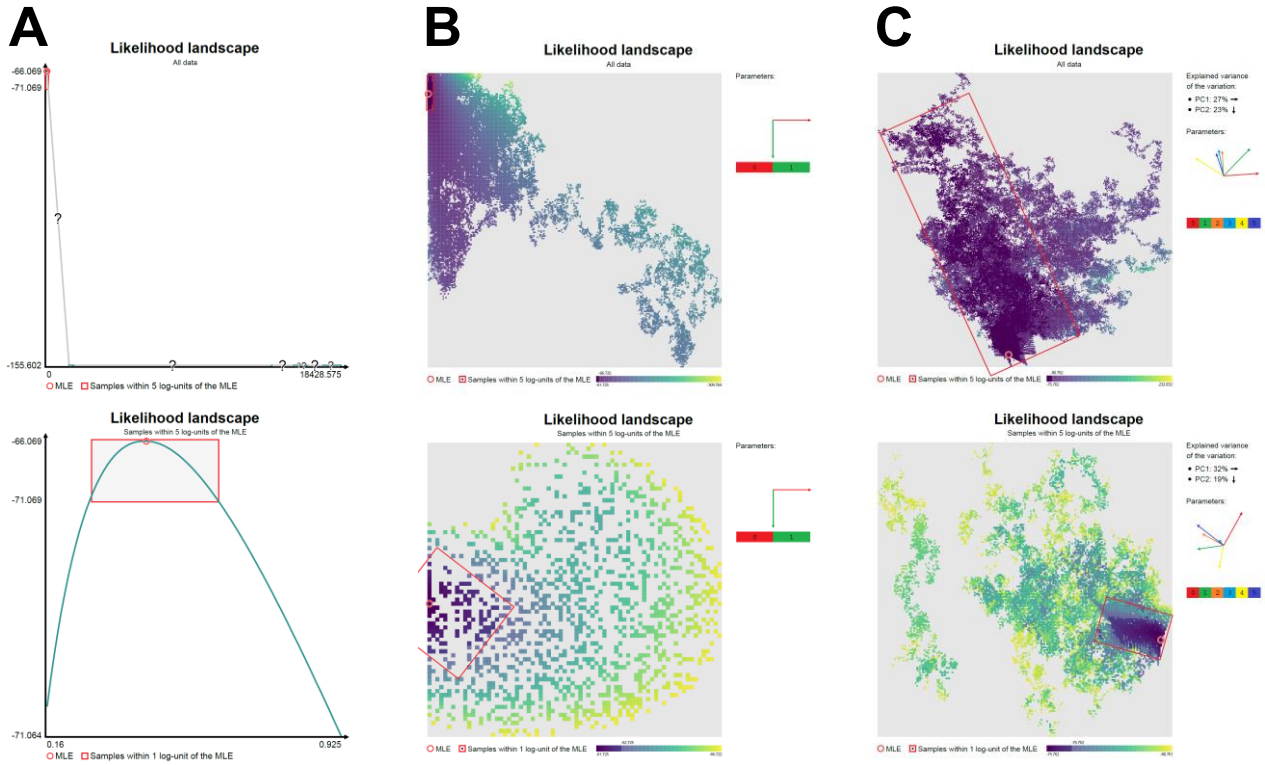 A
Likelihood landscape
All data
-66.069
-71.069
?
-155.602
? ? ? ? ?
0
18428.575
MLE Samples within 5 log-units of the MLE
Likelihood landscape
Samples within 5 log-units of the MLE
-66.069
-71.069
-71.064
0.16
0.925
MLE Samples within 1 log-unit of the MLE
B
Likelihood landscape
All data
Parameters:
0 1
MLE Samples within 5 log-units of the MLE
Likelihood landscape
Samples within 5 log-units of the MLE
Parameters:
0 1
MLE Samples within 1 log-unit of the MLE
C
Likelihood landscape
All data
Explained variance
of the variation:
PC1: 27%
PC2: 23%
Parameters:
0 1 2 3 4 5
MLE Samples within 5 log-units of the MLE
Likelihood landscape
Samples within 5 log-units of the MLE
Explained variance
of the variation:
PC1: 32%
PC2: 19%
Parameters:
0 1 2 3 4 5
MLE Samples within 1 log-unit of the MLE